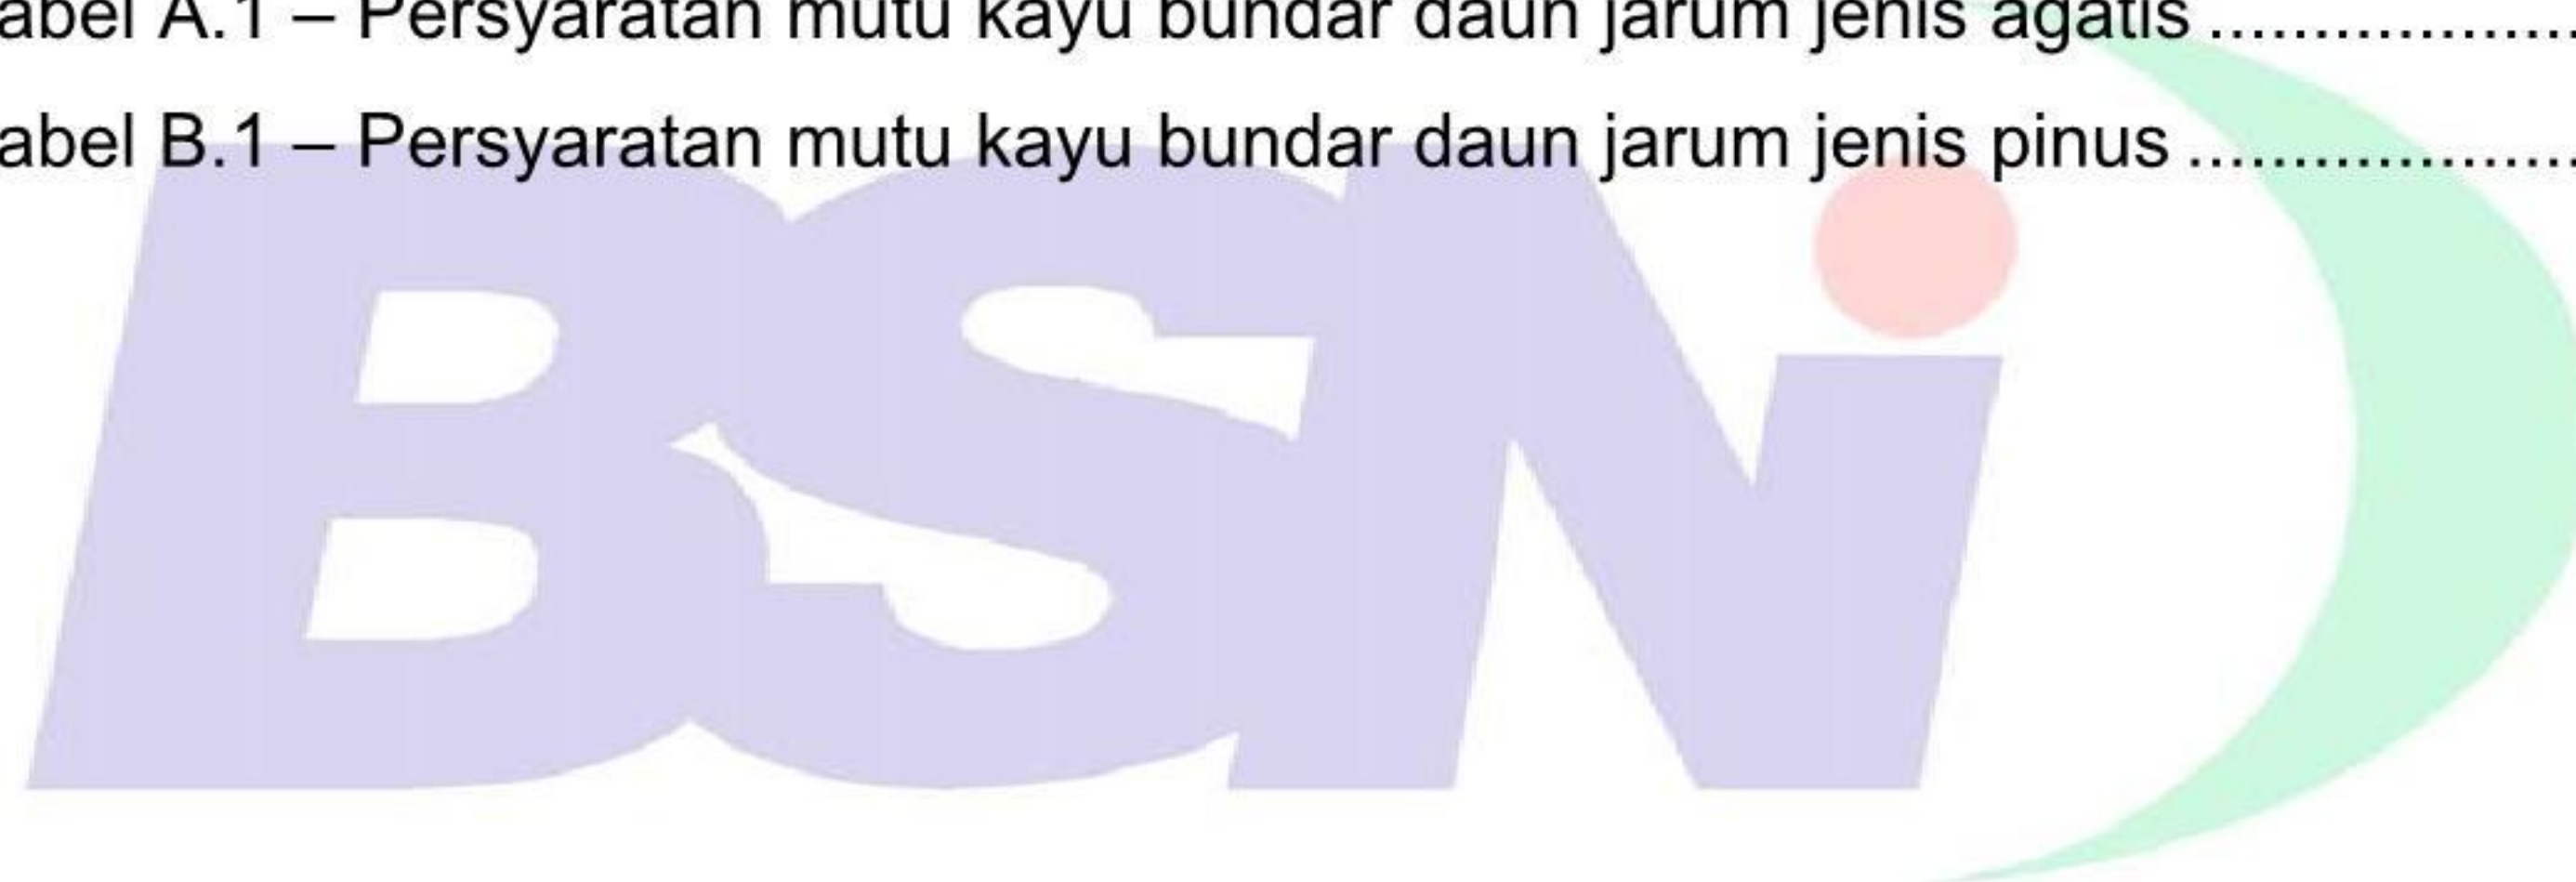 abel A.1 – Persyaratan mutu kayu bundar daun jarum jenis agatis ..................
abel B.1 – Persyaratan mutu kayu bundar daun jarum jenis pinus ...................
BSNi